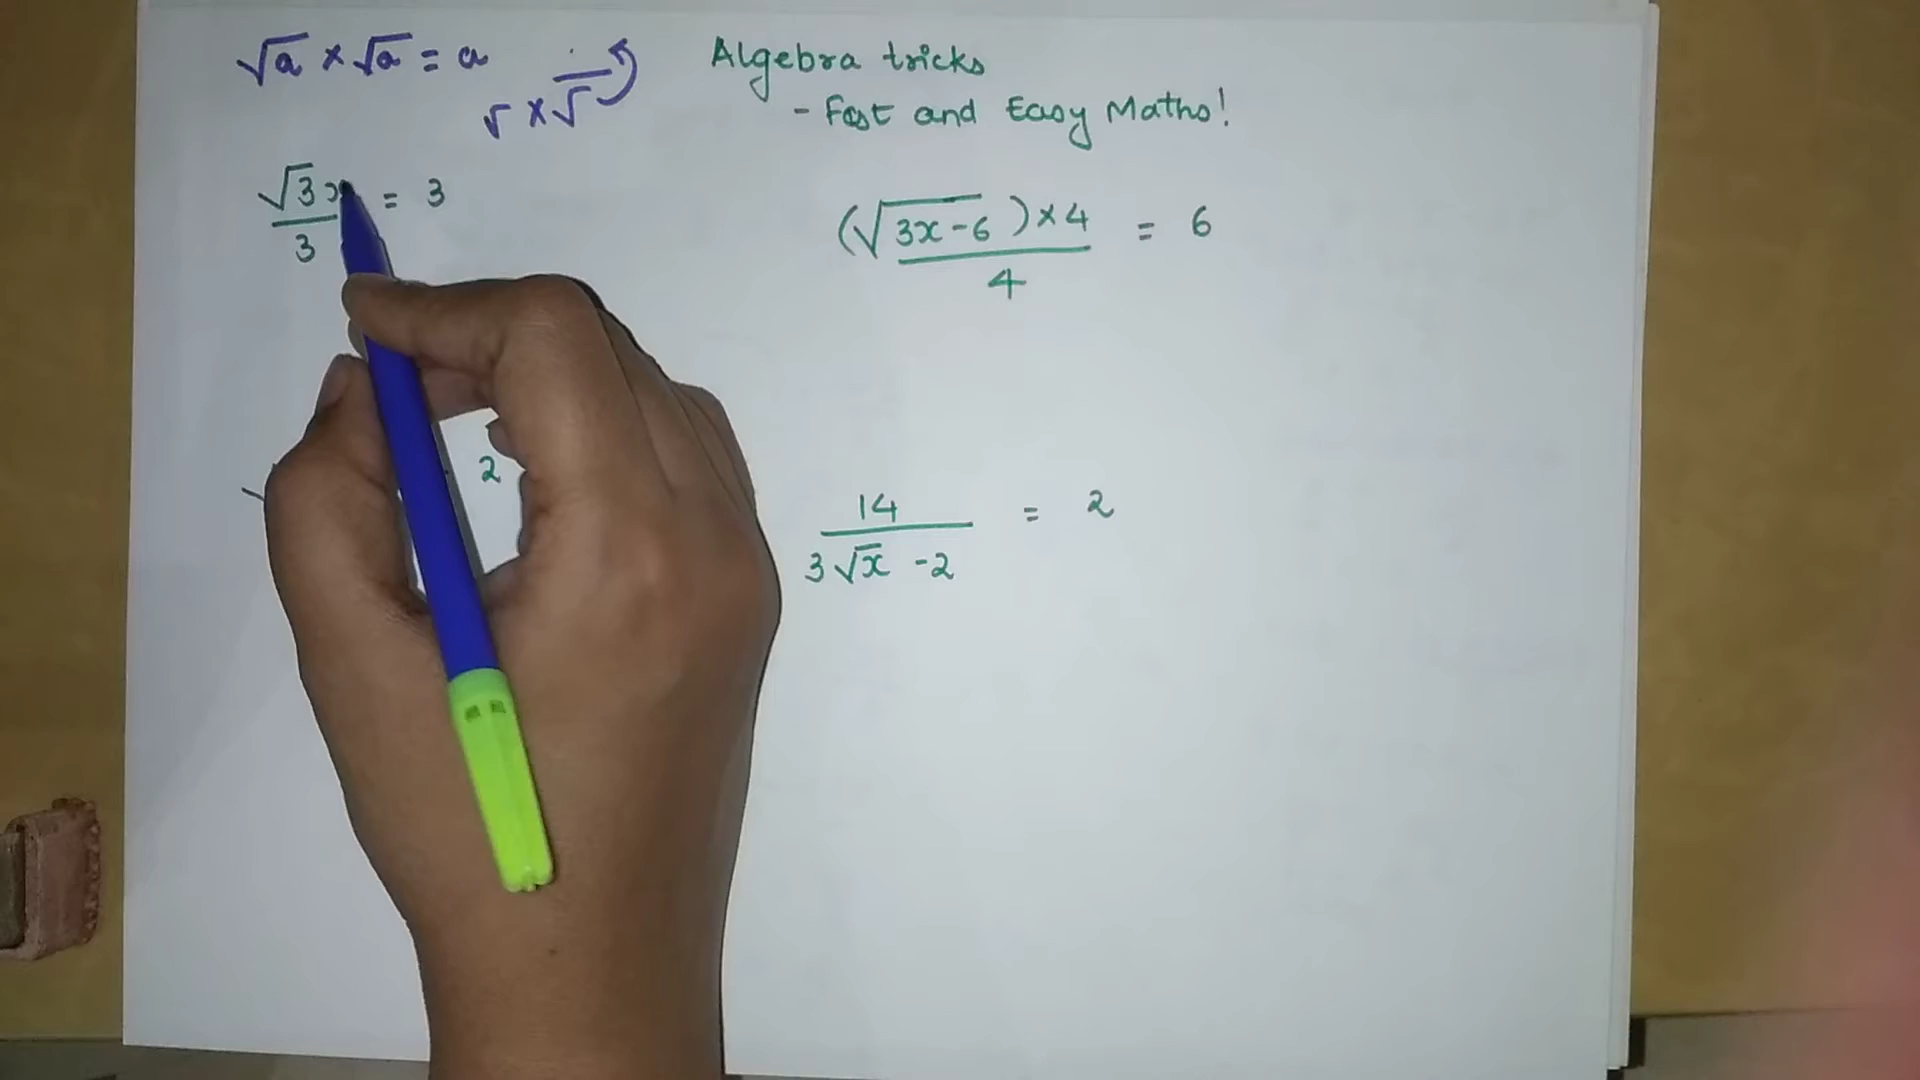 √a × √a = a
√ × √
Algebra tricks
- Fast and Easy Maths!
√3x = 3
3
(√3x-6) × 4 = 6
4
2
14 = 2
3√x - 2